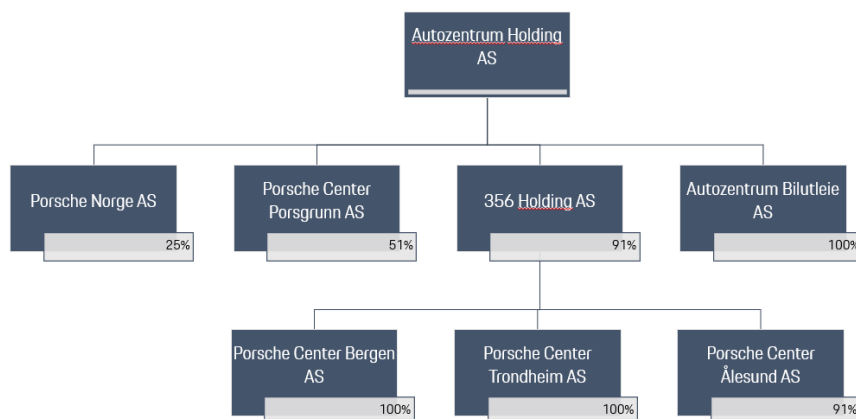 Autozentrum Holding
AS
Porsche Norge AS
25%
Porsche Center
Porsgrunn AS
51%
356 Holding AS
91%
Autozentrum Bilutleie
AS
100%
Porsche Center Bergen
AS
100%
Porsche Center
Trondheim AS
100%
Porsche Center
Ålesund AS
91%